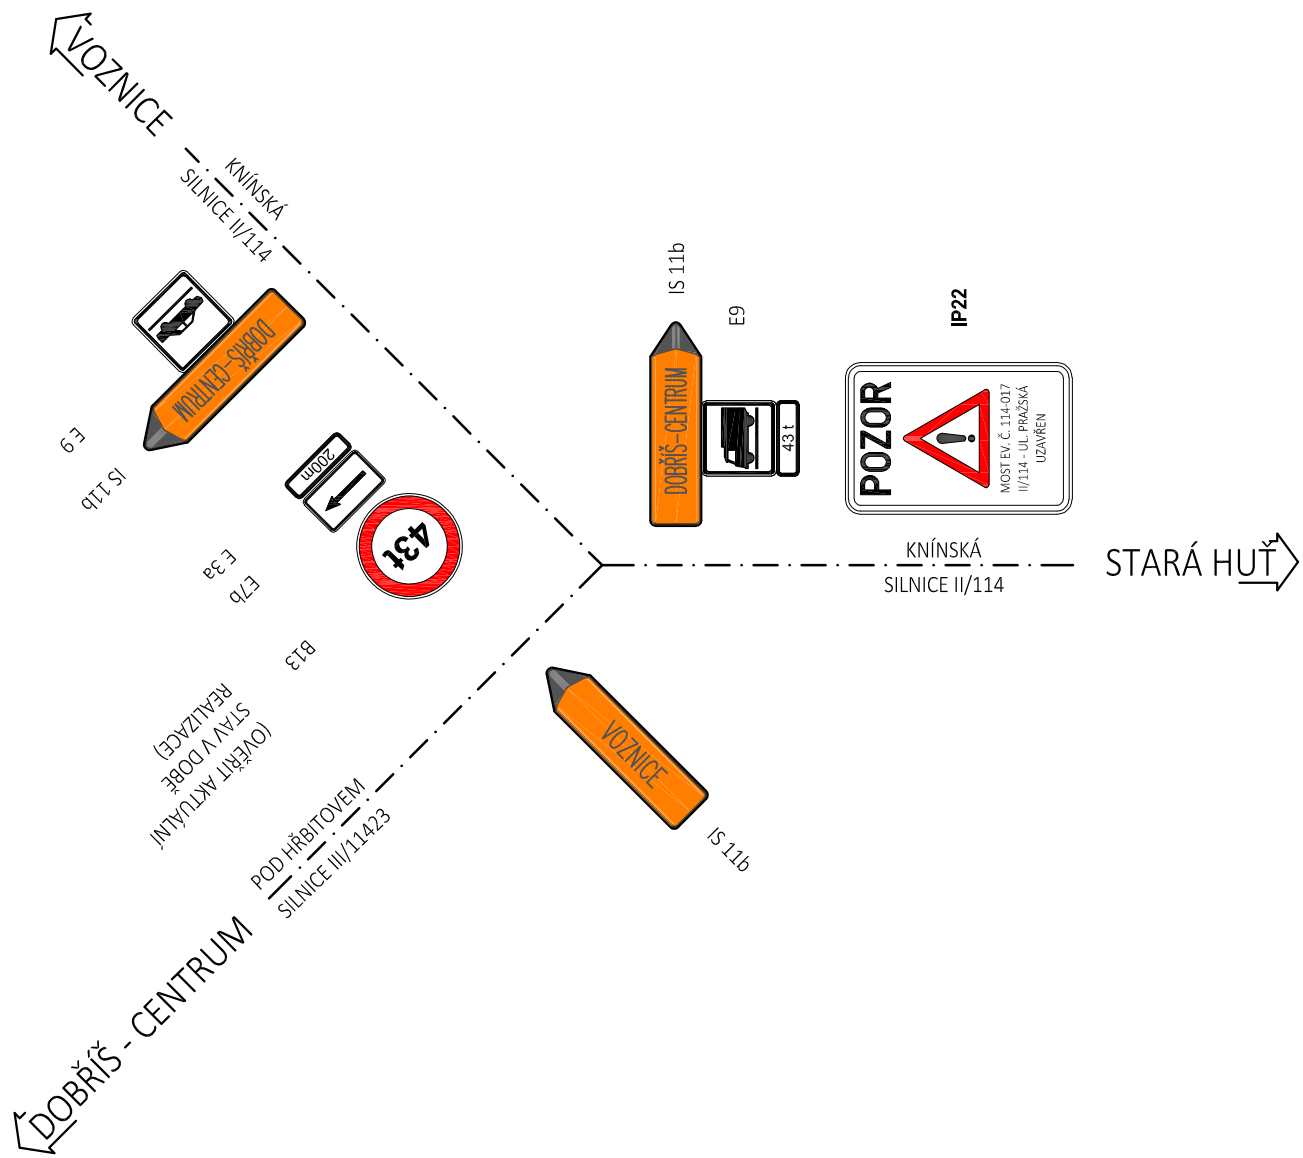 VOZNICE
KNÍNSKÁ
SILNICE II/114
DOBŘÍŠ-CENTRUM
E 9
IS 11b
200m
43t
E 3a
E7b
B13
(OVĚŘIT AKTUÁLNÍ
STAV V DOBĚ
REALIZACE)
IS 11b
E9
DOBŘÍŠ-CENTRUM
43 t
IP22
POZOR
MOST EV. Č. 114-017
II/114 - UL. PRAŽSKÁ
UZAVŘEN
KNÍNSKÁ
SILNICE II/114
STARÁ HUŤ
VOZNICE
IS 11b
POD HŘBITOVEM
SILNICE III/11423
DOBŘÍŠ - CENTRUM